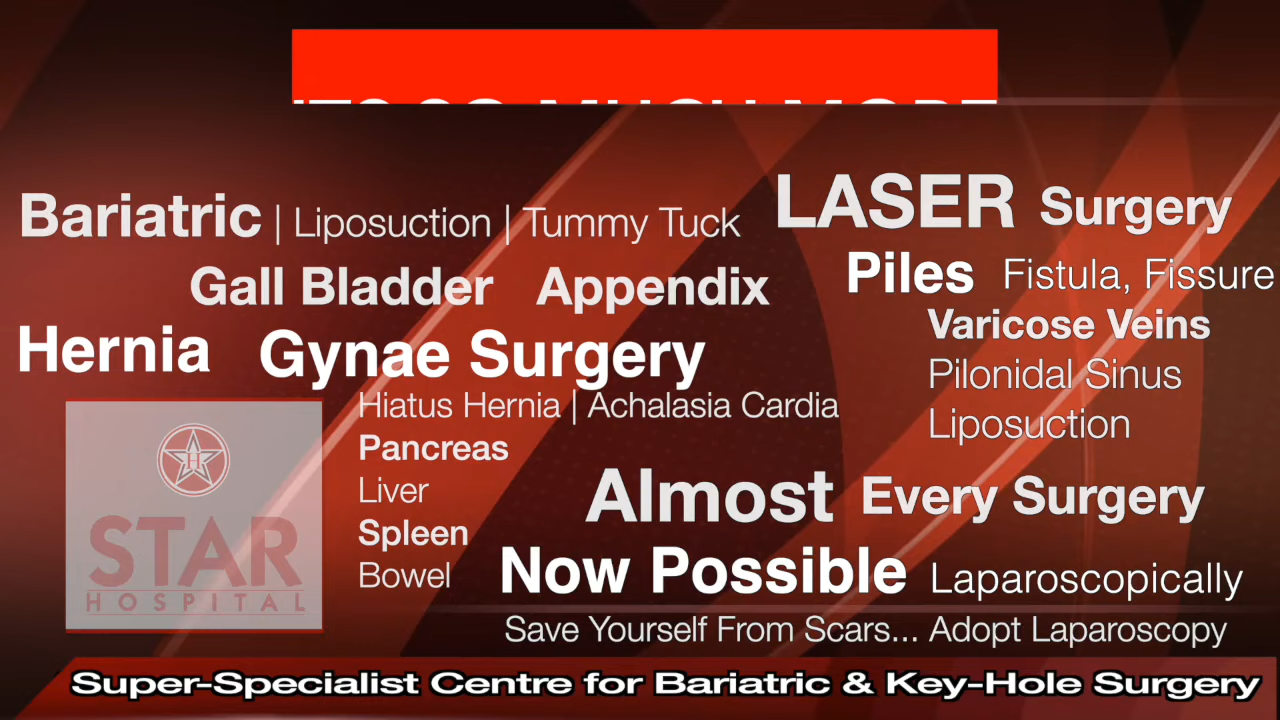 Bariatric | Liposuction | Tummy Tuck
Gall Bladder Appendix
Hernia Gynae Surgery
Hiatus Hernia | Achalasia Cardia
Pancreas
Liver
Spleen
Bowel
LASER Surgery
Piles Fistula, Fissure
Varicose Veins
Pilonidal Sinus
Liposuction
Almost Every Surgery
Now Possible Laparoscopically
Save Yourself From Scars... Adopt Laparoscopy
H
STAR
HOSPITAL
Super-Specialist Centre for Bariatric & Key-Hole Surgery